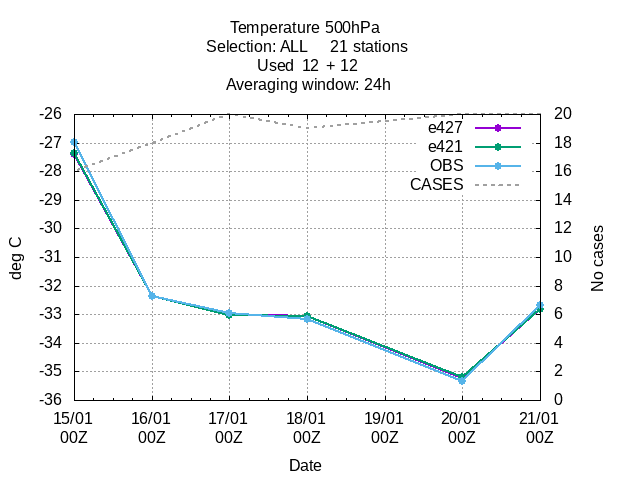 Temperature 500hPa
Selection: ALL     21 stations
Used  12 + 12
Averaging window: 24h
-26
-27
-28
-29
-30
-31
-32
-33
-34
-35
-36
deg C
20
18
16
14
12
10
8
6
4
2
0
No cases
e427
e421
OBS
CASES
15/01 16/01 17/01 18/01 19/01 20/01 21/01
00Z 00Z 00Z 00Z 00Z 00Z 00Z
Date